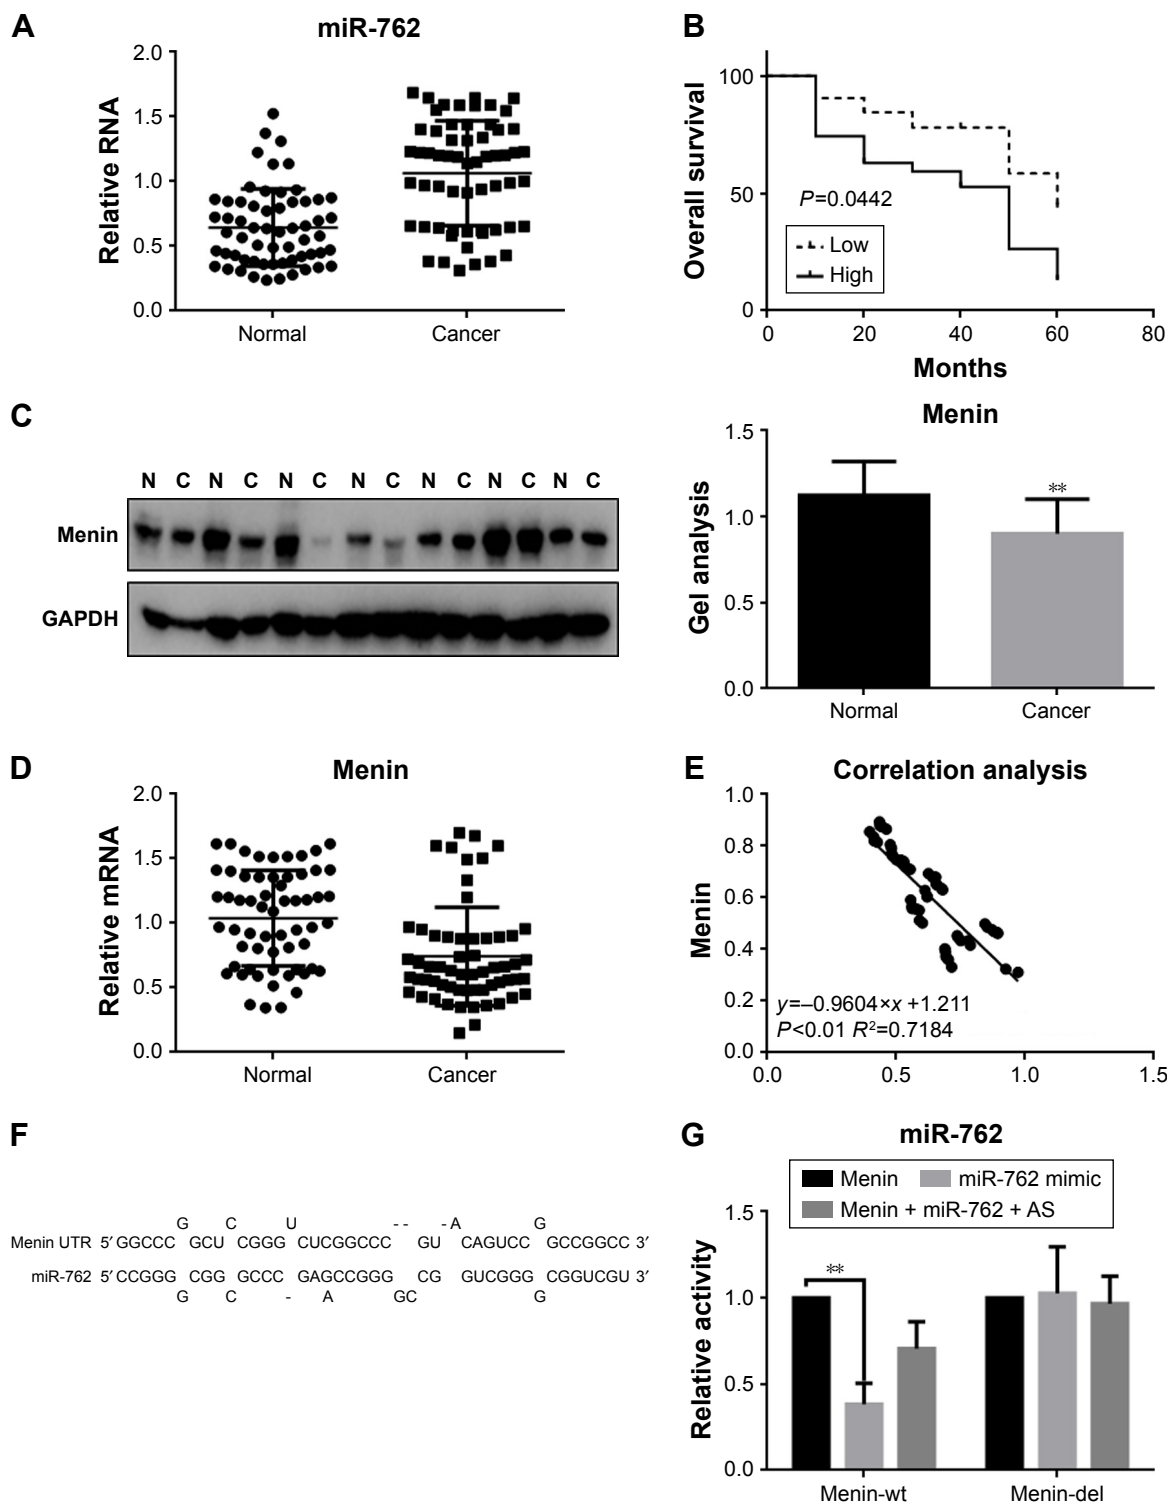 A
miR-762
Relative RNA
2.0
1.5
1.0
0.5
0.0
Normal
Cancer
B
Overall survival
100
50
0
P=0.0442
Low
High
0
20
40
60
80
Months
C
N C N C N C N C N C N C N C
Menin
GAPDH
Menin
Gel analysis
1.5
1.0
0.5
0.0
**
Normal
Cancer
D
Menin
Relative mRNA
2.0
1.5
1.0
0.5
0.0
Normal
Cancer
E
Correlation analysis
Menin
1.0
0.8
0.6
0.4
0.2
0.0
y=–0.9604×x +1.211
P<0.01 R²=0.7184
0.0
0.5
1.0
1.5
F
G C U -- -A G
Menin UTR 5′ GGCCC GCU CGGG CUCGGCCC GU CAGUCC GCCGGCC 3′
miR-762 5′ CCGGG CGG GCCC GAGCCGGG CG GUCGGG CGGUCGU 3′
G C - A GC G
G
miR-762
Menin
miR-762 mimic
Menin + miR-762 + AS
Relative activity
1.5
1.0
0.5
0.0
**
Menin-wt
Menin-del